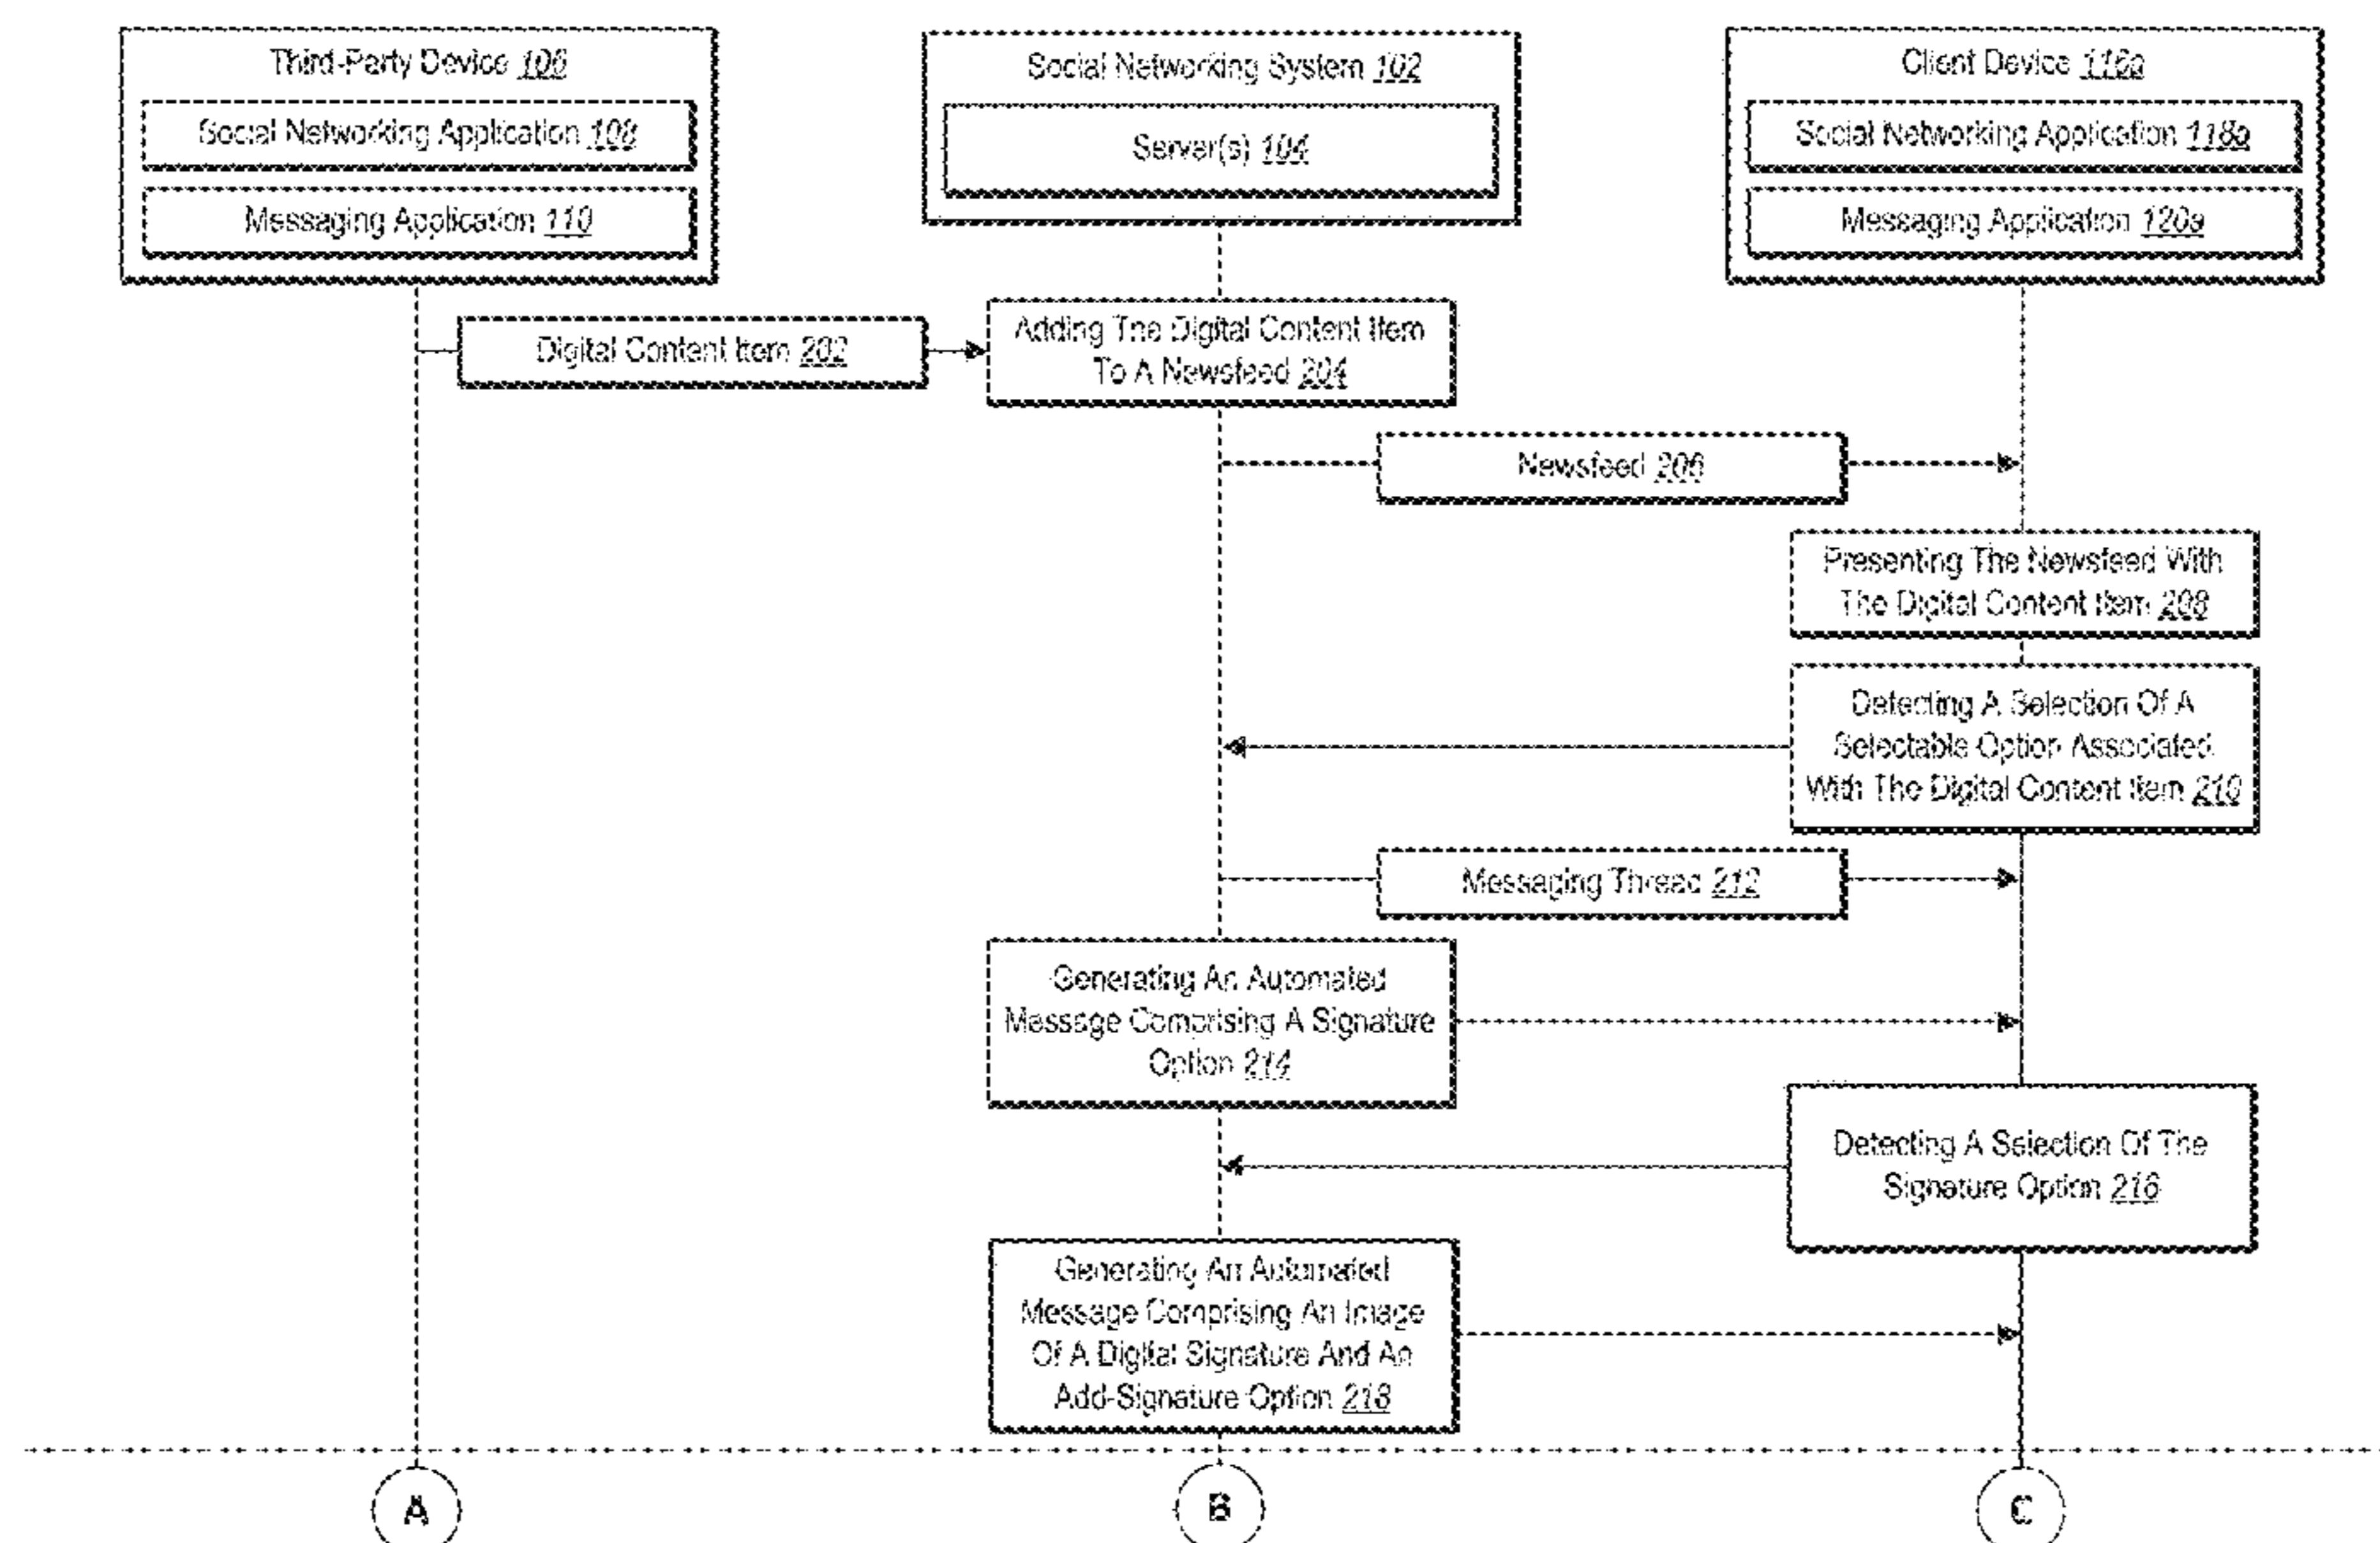 Third-Party Device 106
Social Networking Application 108
Messaging Application 110
Social Networking System 102
Server(s) 104
Client Device 116a
Social Networking Application 118a
Messaging Application 120a
Digital Content Item 202
Adding The Digital Content Item
To A Newsfeed 204
Newsfeed 206
Presenting The Newsfeed With
The Digital Content Item 208
Detecting A Selection Of A
Selectable Option Associated
With The Digital Content Item 210
Messaging Thread 212
Generating An Automated
Message Comprising A Signature
Option 214
Detecting A Selection Of The
Signature Option 216
Generating An Automated
Message Comprising An Image
Of A Digital Signature And An
Add-Signature Option 218
A
B
C